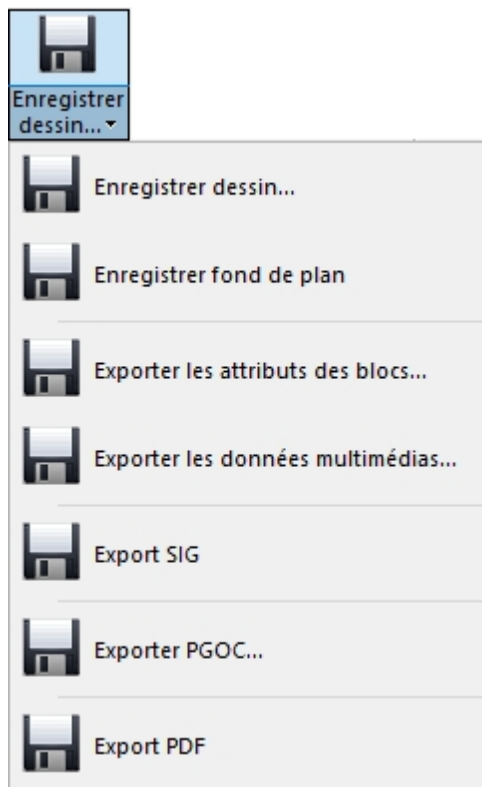 Enregistrer
dessin...
Enregistrer dessin...
Enregistrer fond de plan
Exporter les attributs des blocs...
Exporter les données multimédias...
Export SIG
Exporter PGOC...
Export PDF